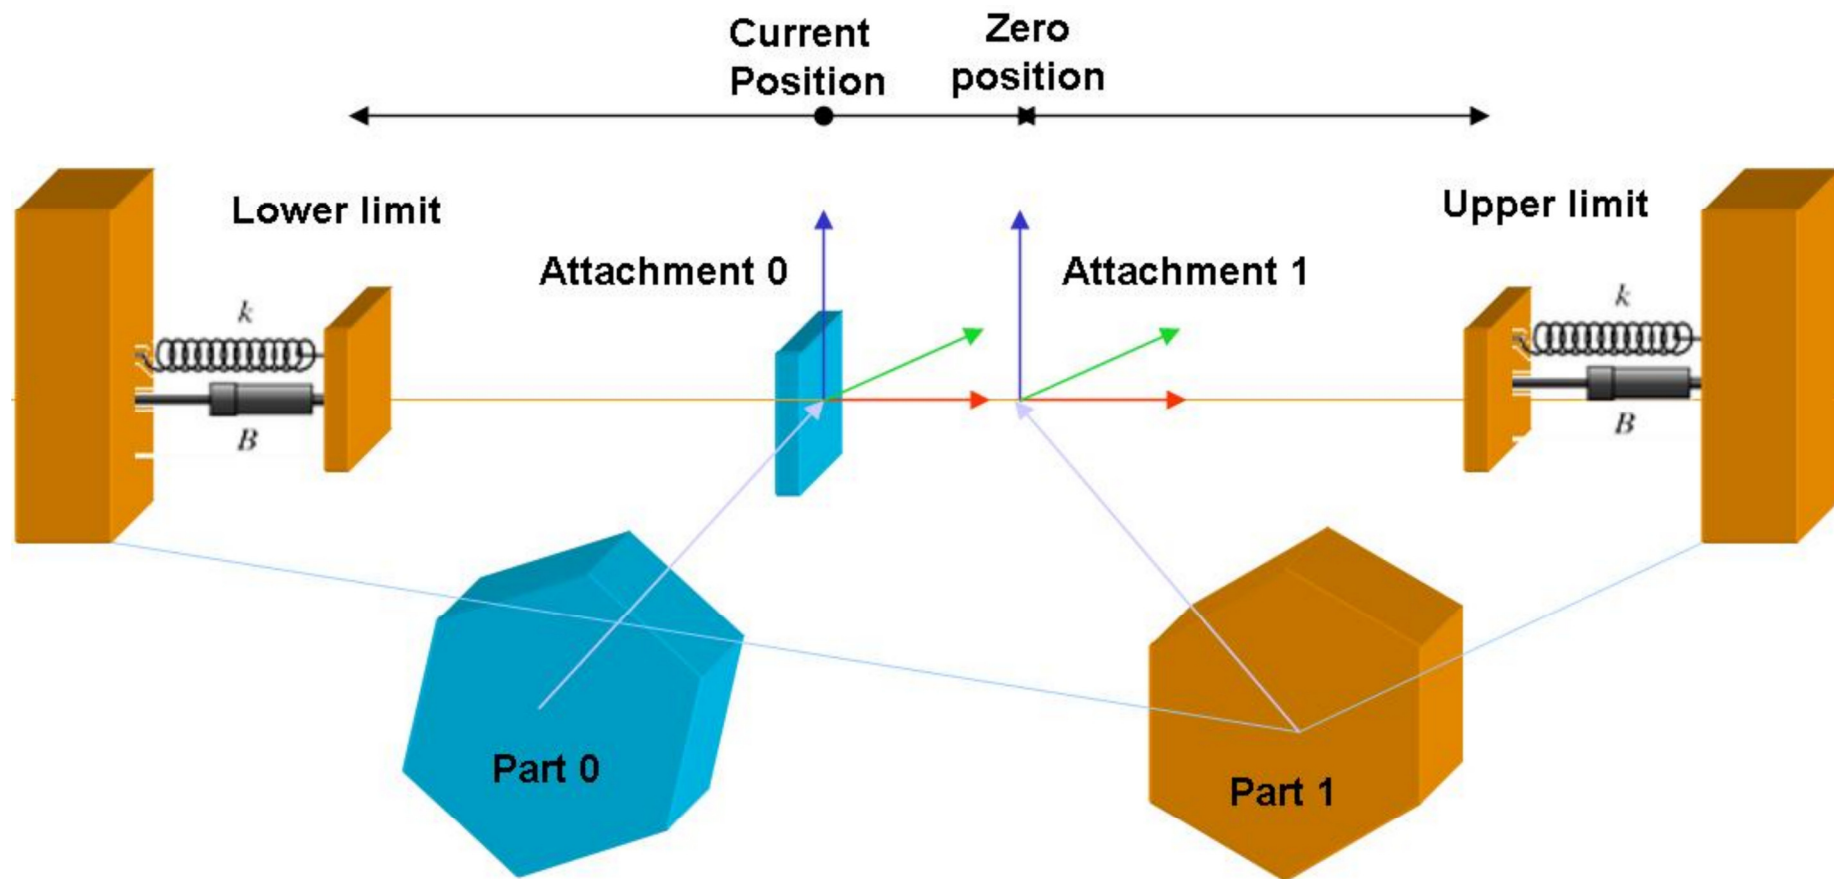 Current
Position
Zero
position
Lower limit
Upper limit
Attachment 0
Attachment 1
k
B
k
B
Part 0
Part 1